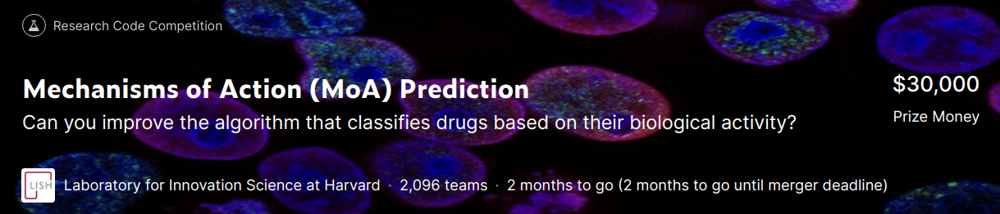 Research Code Competition
Mechanisms of Action (MoA) Prediction
$30,000
Can you improve the algorithm that classifies drugs based on their biological activity?
Prize Money
LISH
Laboratory for Innovation Science at Harvard · 2,096 teams · 2 months to go (2 months to go until merger deadline)